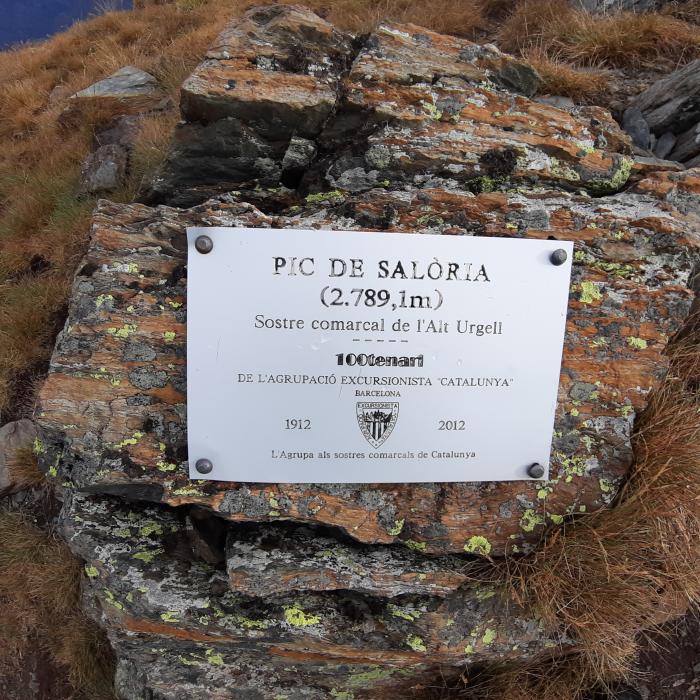 PIC DE SALÒRIA
(2.789,1m)
Sostre comarcal de l'Alt Urgell
- - - - -
100tenari
DE L'AGRUPACIÓ EXCURSIONISTA "CATALUNYA"
BARCELONA
EXCURSIONISTA
1912 2012
L'Agrupa als sostres comarcals de Catalunya